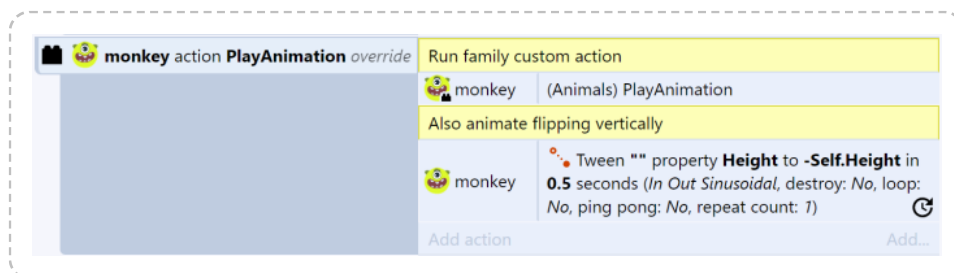 monkey action PlayAnimation override
Run family custom action
monkey
(Animals) PlayAnimation
Also animate flipping vertically
monkey
Tween "" property Height to -Self.Height in
0.5 seconds (In Out Sinusoidal, destroy: No, loop:
No, ping pong: No, repeat count: 1)
Add action
Add...